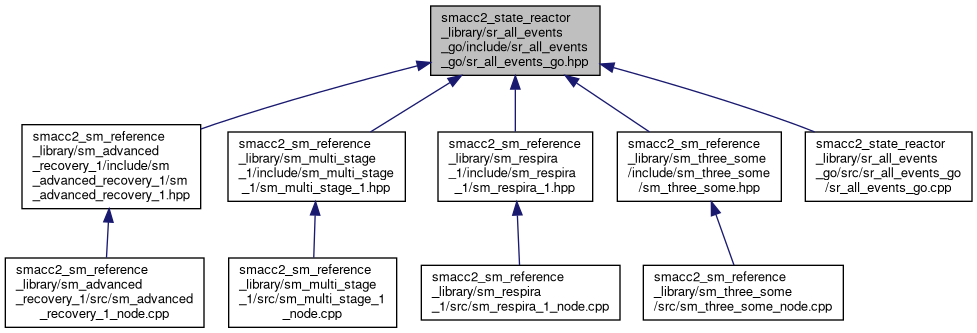 smacc2_state_reactor
_library/sr_all_events
_go/include/sr_all_events
_go/sr_all_events_go.hpp
smacc2_sm_reference
_library/sm_advanced
_recovery_1/include/sm
_advanced_recovery_1/sm
_advanced_recovery_1.hpp
smacc2_sm_reference
_library/sm_multi_stage
_1/include/sm_multi_stage
_1/sm_multi_stage_1.hpp
smacc2_sm_reference
_library/sm_respira
_1/include/sm_respira
_1/sm_respira_1.hpp
smacc2_sm_reference
_library/sm_three_some
/include/sm_three_some
/sm_three_some.hpp
smacc2_state_reactor
_library/sr_all_events
_go/src/sr_all_events_go
/sr_all_events_go.cpp
smacc2_sm_reference
_library/sm_advanced
_recovery_1/src/sm_advanced
_recovery_1_node.cpp
smacc2_sm_reference
_library/sm_multi_stage
_1/src/sm_multi_stage_1
_node.cpp
smacc2_sm_reference
_library/sm_respira
_1/src/sm_respira_1_node.cpp
smacc2_sm_reference
_library/sm_three_some
/src/sm_three_some_node.cpp